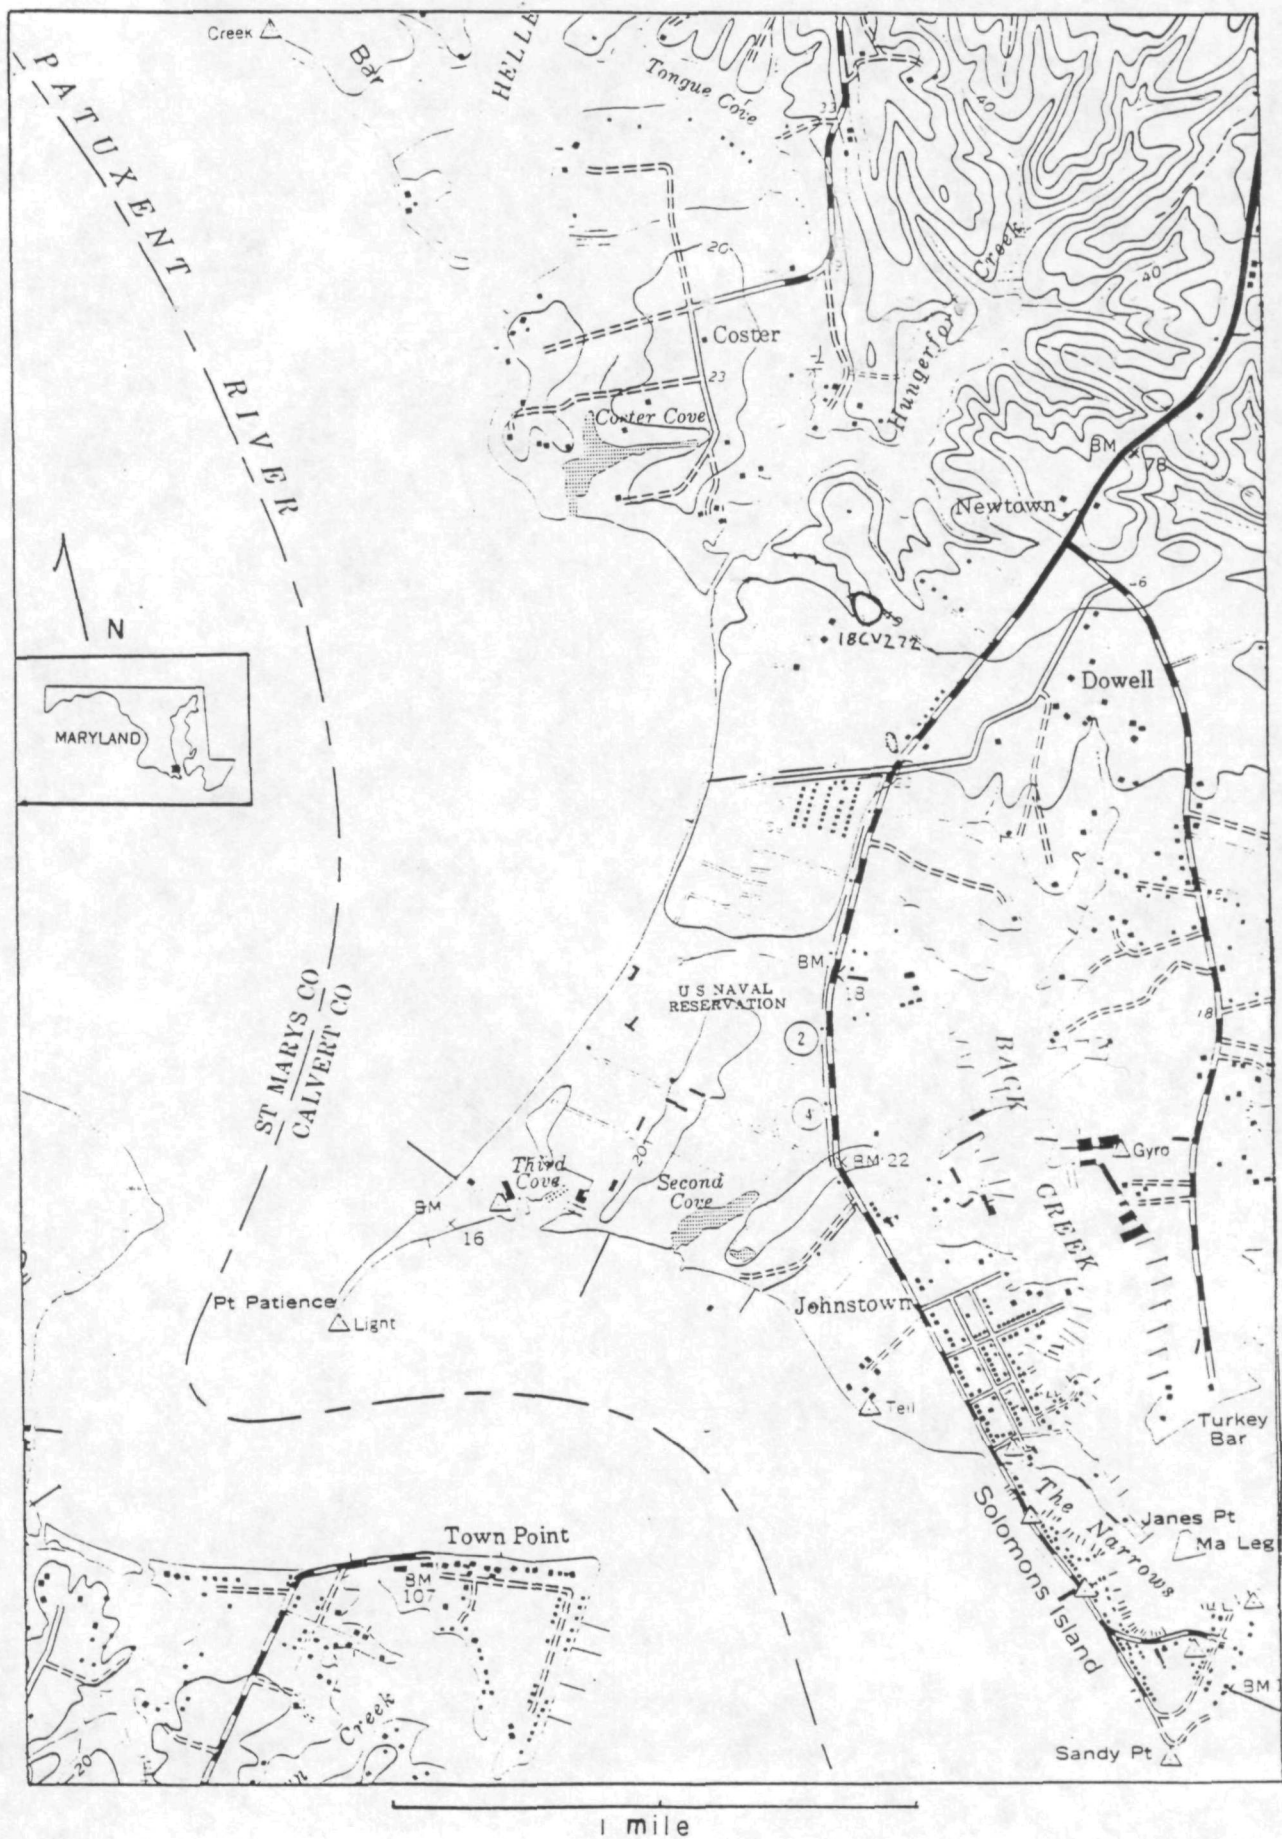 Creek
Bar
HELLE
Tongue Cove
PATUXENT RIVER
23
40
20
Creek
40
Coster
Hungerford
23
Coster Cove
BM
78
Newtown
N
18CV272
6
Dowell
MARYLAND
BM
18
U S NAVAL
RESERVATION
2
18
ST MARYS CO
CALVERT CO
BACK CREEK
4
Third
Cove
20
BM 22
Gyro
Second
Cove
BM
16
Pt Patience
Light
Johnstown
Tell
Turkey
Bar
The Narrows
Solomons Island
Janes Pt
Ma Leg
Town Point
BM
107
BM
Creek
20
Sandy Pt
1 mile